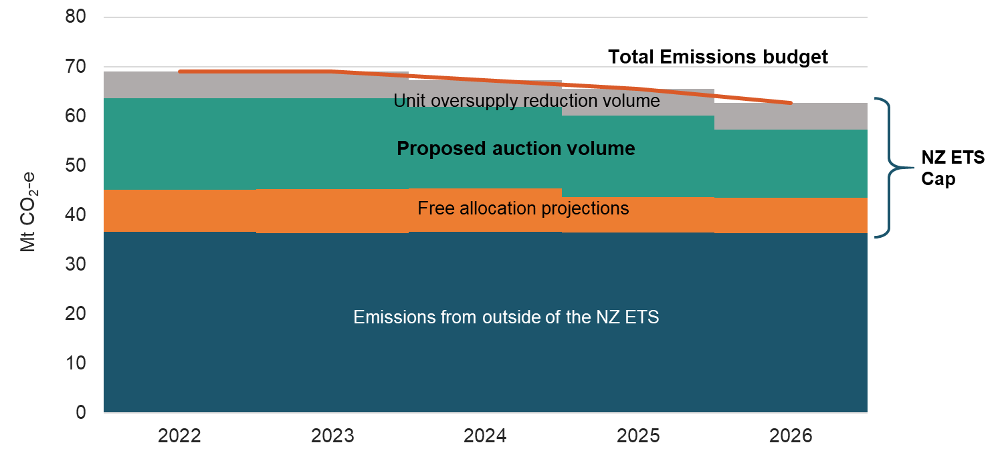 80
70
60
50
40
30
20
10
0
Mt CO₂-e
Total Emissions budget
Unit oversupply reduction volume
Proposed auction volume
Free allocation projections
Emissions from outside of the NZ ETS
NZ ETS
Cap
2022 2023 2024 2025 2026